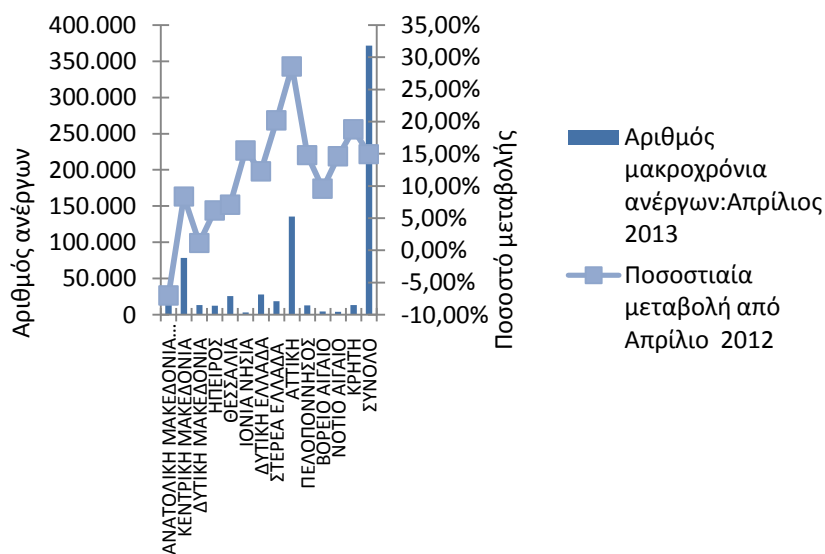 400.000
350.000
300.000
250.000
200.000
150.000
100.000
50.000
0
Αριθμός ανέργων
35,00%
30,00%
25,00%
20,00%
15,00%
10,00%
5,00%
0,00%
-5,00%
-10,00%
Ποσοστό μεταβολής
ΑΝΑΤΟΛΙΚΗ ΜΑΚΕΔΟΝΙΑ…
ΚΕΝΤΡΙΚΗ ΜΑΚΕΔΟΝΙΑ
ΔΥΤΙΚΗ ΜΑΚΕΔΟΝΙΑ
ΗΠΕΙΡΟΣ
ΘΕΣΣΑΛΙΑ
ΙΟΝΙΑ ΝΗΣΙΑ
ΔΥΤΙΚΗ ΕΛΛΑΔΑ
ΣΤΕΡΕΑ ΕΛΛΑΔΑ
ΑΤΤΙΚΗ
ΠΕΛΟΠΟΝΝΗΣΟΣ
ΒΟΡΕΙΟ ΑΙΓΑΙΟ
ΝΟΤΙΟ ΑΙΓΑΙΟ
ΚΡΗΤΗ
ΣΥΝΟΛΟ
Αριθμός
μακροχρόνια
ανέργων:Απρίλιος
2013
Ποσοστιαία
μεταβολή από
Απρίλιο 2012